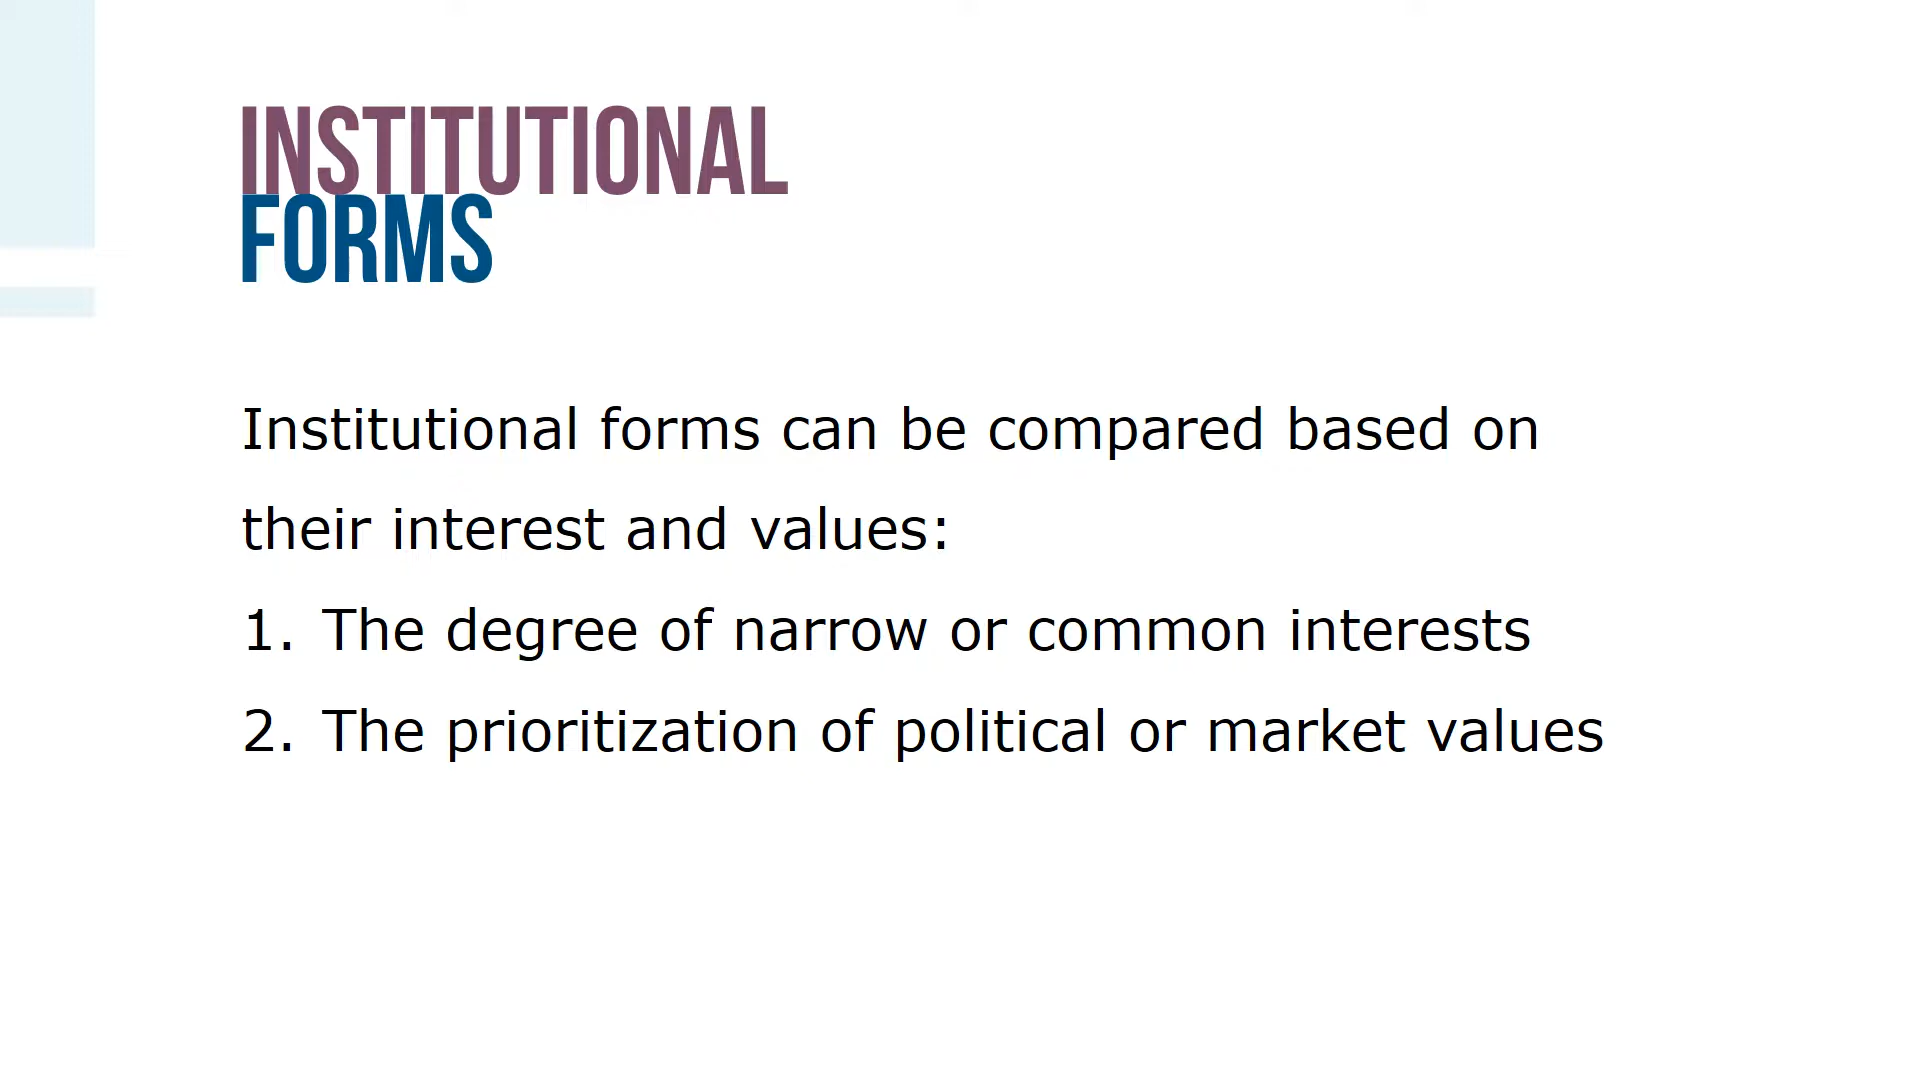 INSTITUTIONAL
FORMS
Institutional forms can be compared based on
their interest and values:
1. The degree of narrow or common interests
2. The prioritization of political or market values